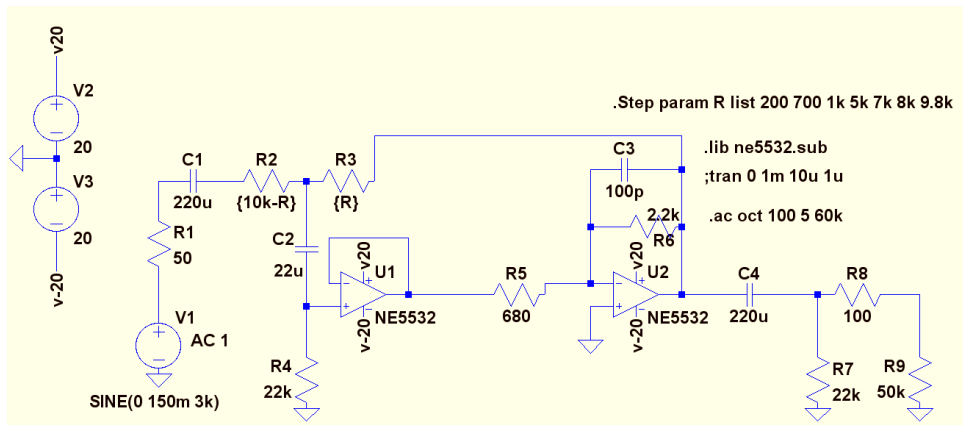 v20
V2
20
V3
20
v-20
.Step param R list 200 700 1k 5k 7k 8k 9.8k
.lib ne5532.sub
;tran 0 1m 10u 1u
.ac oct 100 5 60k
C1
220u
R2
{10k-R}
R3
{R}
R1
50
C2
22u
V1
AC 1
SINE(0 150m 3k)
R4
22k
U1
v20
NE5532
v-20
R5
680
C3
100p
2.2k
R6
U2
v20
NE5532
v-20
C4
220u
R8
100
R7
22k
R9
50k
+
−
+
−
+
−
−
+
+
−
−
+
+
−